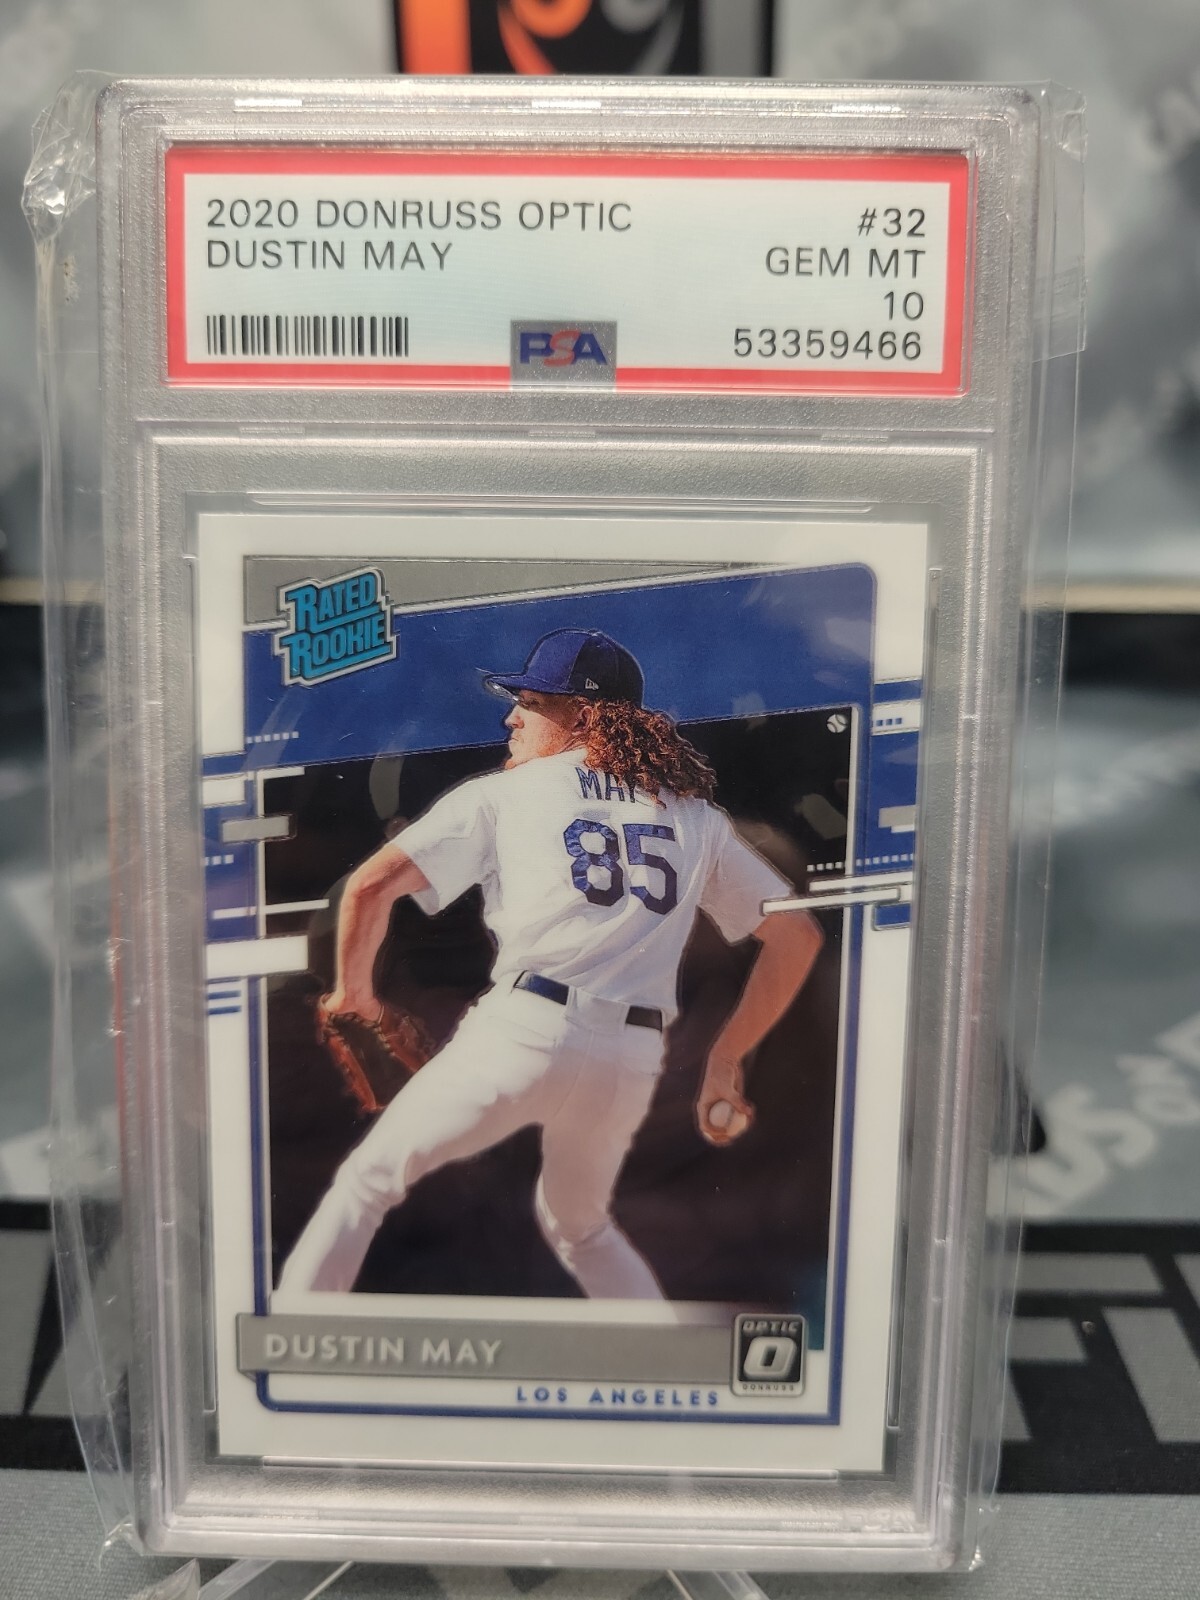 2020 DONRUSS OPTIC #32
DUSTIN MAY GEM MT
10
PSA 53359466
RATED
ROOKIE
MAY
85
DUSTIN MAY
OPTIC
DONRUSS
LOS ANGELES